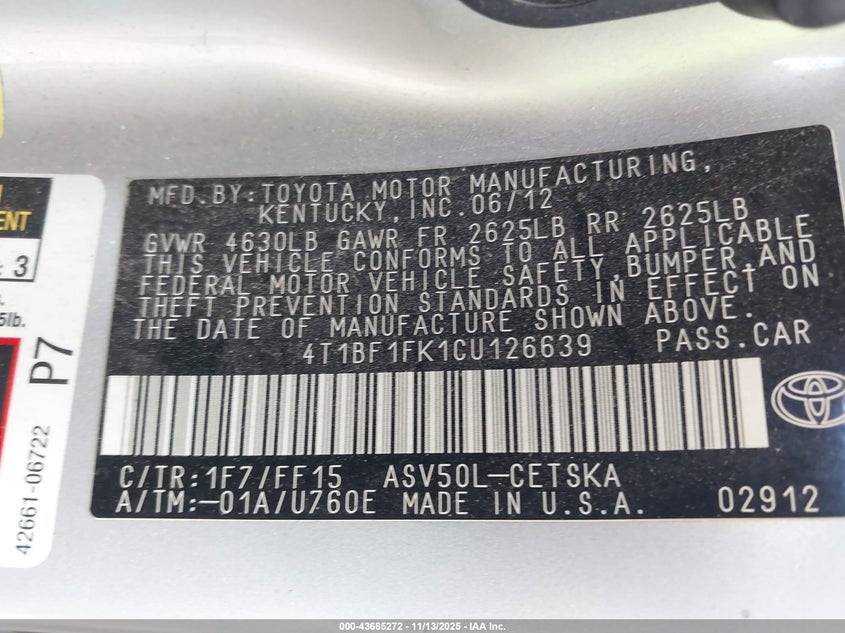 MFD.BY:TOYOTA MOTOR MANUFACTURING,
KENTUCKY,INC.06/12
GVWR 4630LB GAWR FR 2625LB RR 2625LB
THIS VEHICLE CONFORMS TO ALL APPLICABLE
FEDERAL MOTOR VEHICLE SAFETY,BUMPER AND
THEFT PREVENTION STANDARDS IN EFFECT ON
THE DATE OF MANUFACTURE SHOWN ABOVE.
4T1BF1FK1CU126639 PASS.CAR
C/TR:1F7/FF15 ASV50L-CETSKA
A/TM:-01A/U760E MADE IN U.S.A. 02912
: 3
5lb.
P7
42661-06722
000-43685272 - 11/13/2025 - IAA Inc.